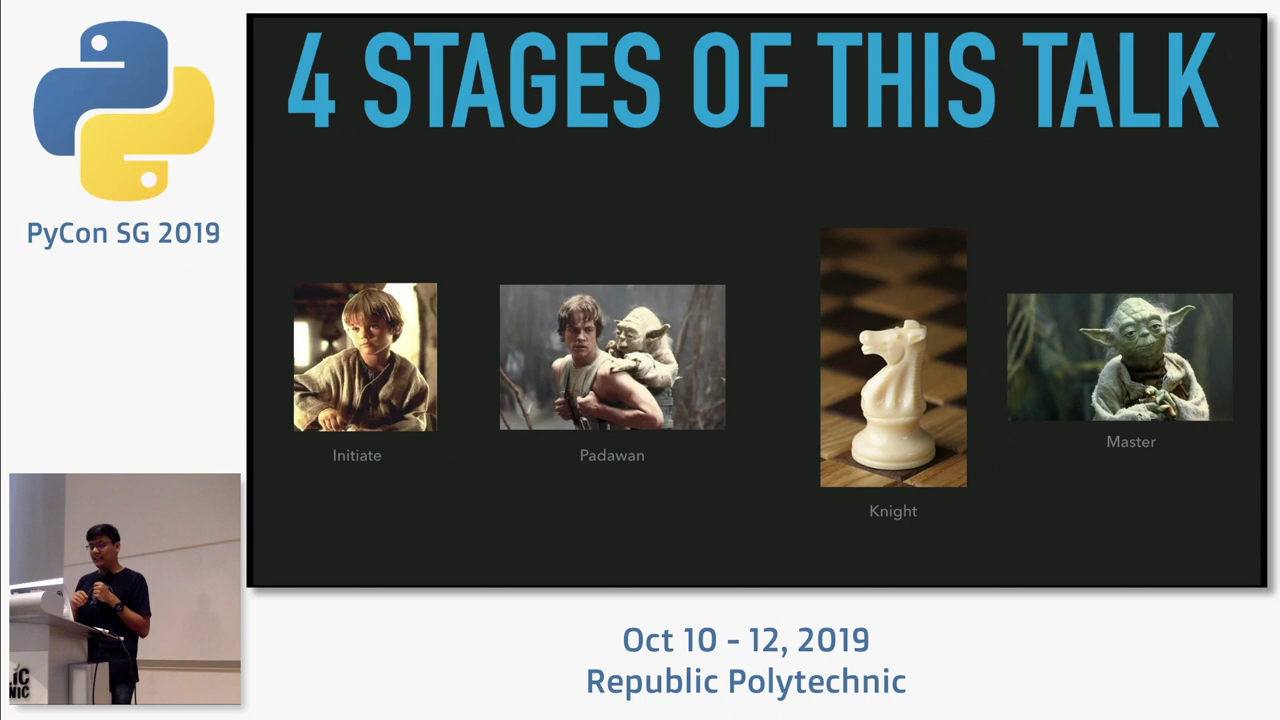 4 STAGES OF THIS TALK
PyCon SG 2019
Initiate
Padawan
Knight
Master
Oct 10 - 12, 2019
Republic Polytechnic